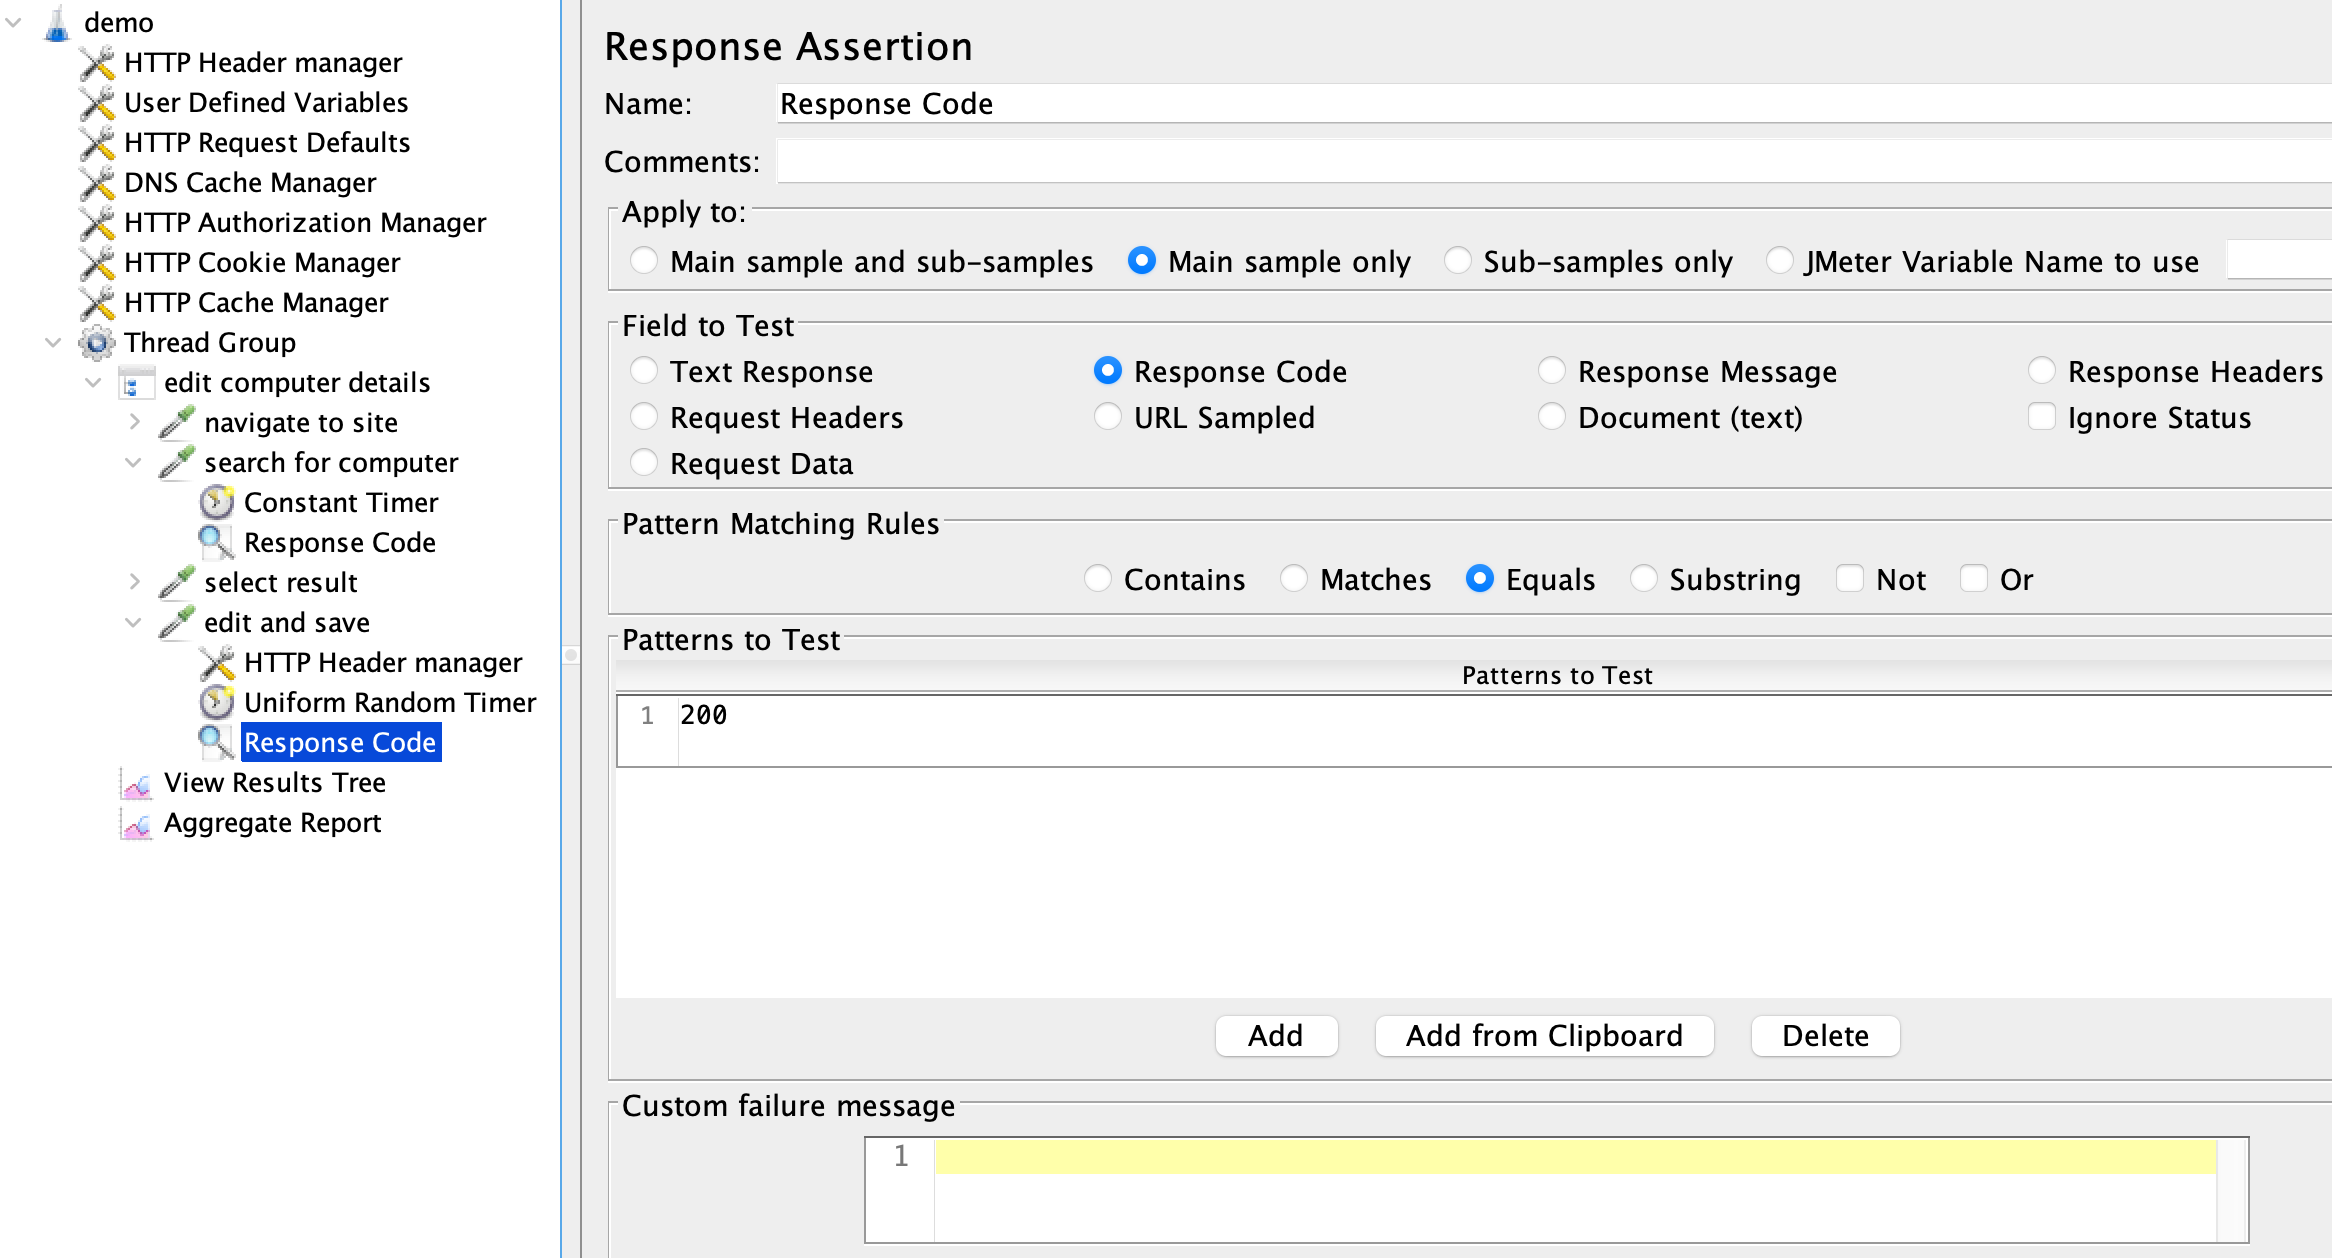 demo
HTTP Header manager
User Defined Variables
HTTP Request Defaults
DNS Cache Manager
HTTP Authorization Manager
HTTP Cookie Manager
HTTP Cache Manager
Thread Group
edit computer details
navigate to site
search for computer
Constant Timer
Response Code
select result
edit and save
HTTP Header manager
Uniform Random Timer
Response Code
View Results Tree
Aggregate Report
Response Assertion
Name: Response Code
Comments:
Apply to:
Main sample and sub-samples Main sample only Sub-samples only JMeter Variable Name to use
Field to Test
Text Response Response Code Response Message Response Headers
Request Headers URL Sampled Document (text) Ignore Status
Request Data
Pattern Matching Rules
Contains Matches Equals Substring Not Or
Patterns to Test
Patterns to Test
1 200
Add Add from Clipboard Delete
Custom failure message
1